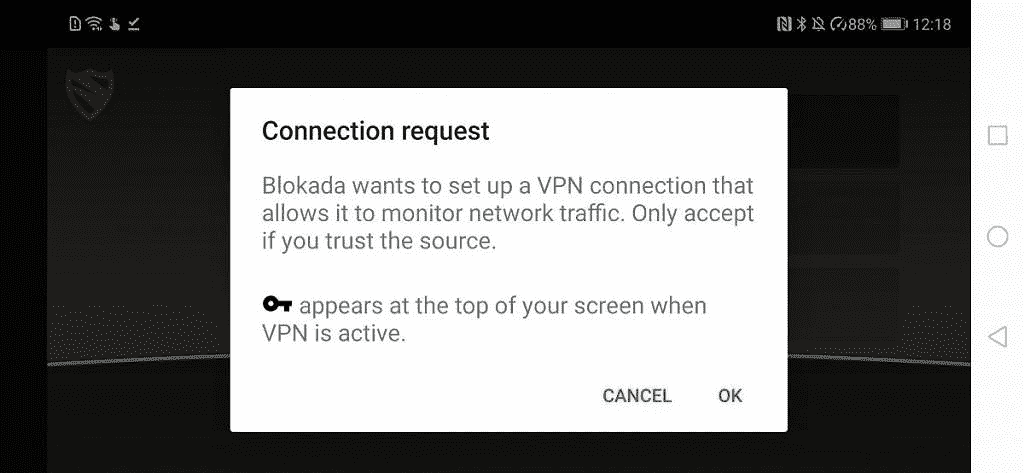 88% 12:18
Connection request
Blokada wants to set up a VPN connection that
allows it to monitor network traffic. Only accept
if you trust the source.
appears at the top of your screen when
VPN is active.
CANCEL OK